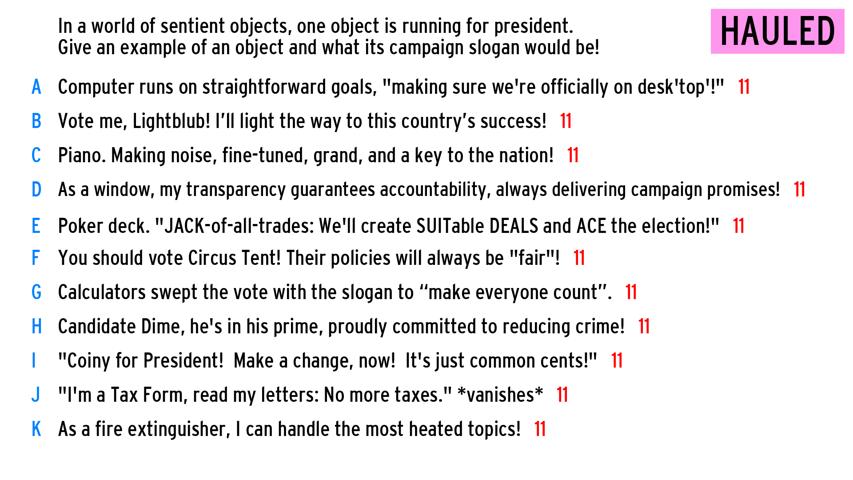 In a world of sentient objects, one object is running for president.
Give an example of an object and what its campaign slogan would be!
HAULED
A Computer runs on straightforward goals, "making sure we're officially on desk'top'!" 11
B Vote me, Lightblub! I’ll light the way to this country’s success! 11
C Piano. Making noise, fine-tuned, grand, and a key to the nation! 11
D As a window, my transparency guarantees accountability, always delivering campaign promises! 11
E Poker deck. "JACK-of-all-trades: We'll create SUITable DEALS and ACE the election!" 11
F You should vote Circus Tent! Their policies will always be "fair"! 11
G Calculators swept the vote with the slogan to “make everyone count”. 11
H Candidate Dime, he's in his prime, proudly committed to reducing crime! 11
I "Coiny for President! Make a change, now! It's just common cents!" 11
J "I'm a Tax Form, read my letters: No more taxes." *vanishes* 11
K As a fire extinguisher, I can handle the most heated topics! 11